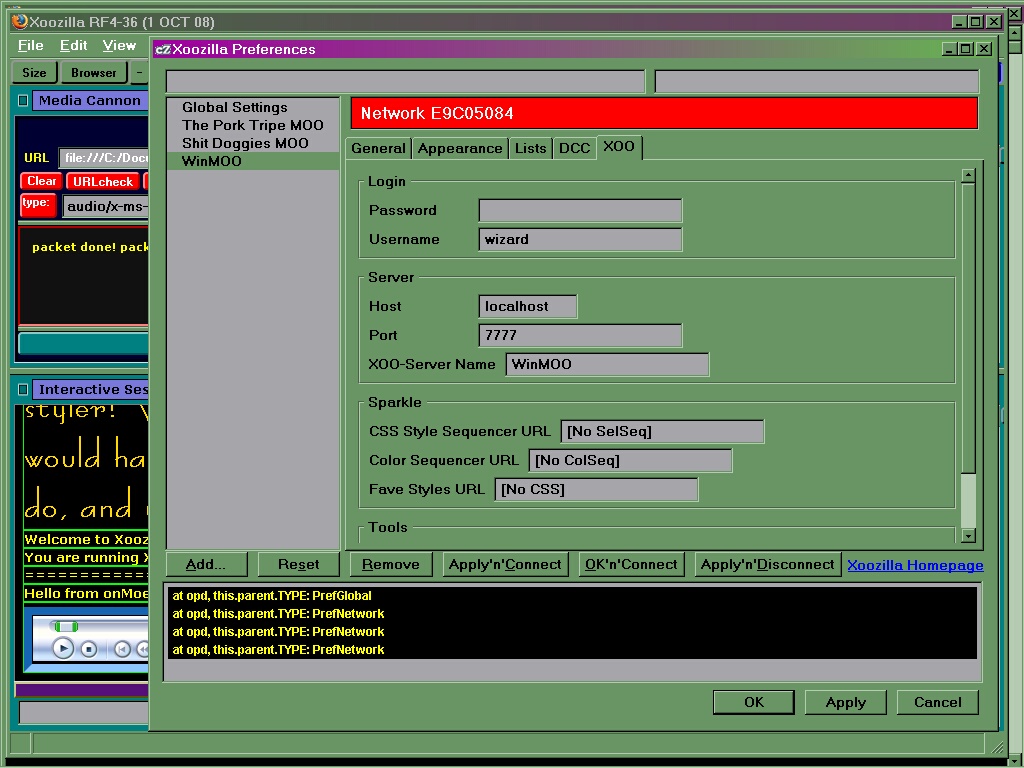 Xoozilla RF4-36 (1 OCT 08)
File Edit View
Size Browser -
Media Cannon
URL file:///C:/Docu
Clear URLcheck
type: audio/x-ms-
packet done! pack
Interactive Ses
styler!
would ha
do, and
Welcome to Xooz
You are running X
==============
Hello from onMoe
cZ Xoozilla Preferences
Global Settings
The Pork Tripe MOO
Shit Doggies MOO
WinMOO
Network E9C05084
General Appearance Lists DCC XOO
Login
Password
Username wizard
Server
Host localhost
Port 7777
XOO-Server Name WinMOO
Sparkle
CSS Style Sequencer URL [No SelSeq]
Color Sequencer URL [No ColSeq]
Fave Styles URL [No CSS]
Tools
Add... Reset Remove Apply'n'Connect OK'n'Connect Apply'n'Disconnect Xoozilla Homepage
at opd, this.parent.TYPE: PrefGlobal
at opd, this.parent.TYPE: PrefNetwork
at opd, this.parent.TYPE: PrefNetwork
at opd, this.parent.TYPE: PrefNetwork
OK Apply Cancel